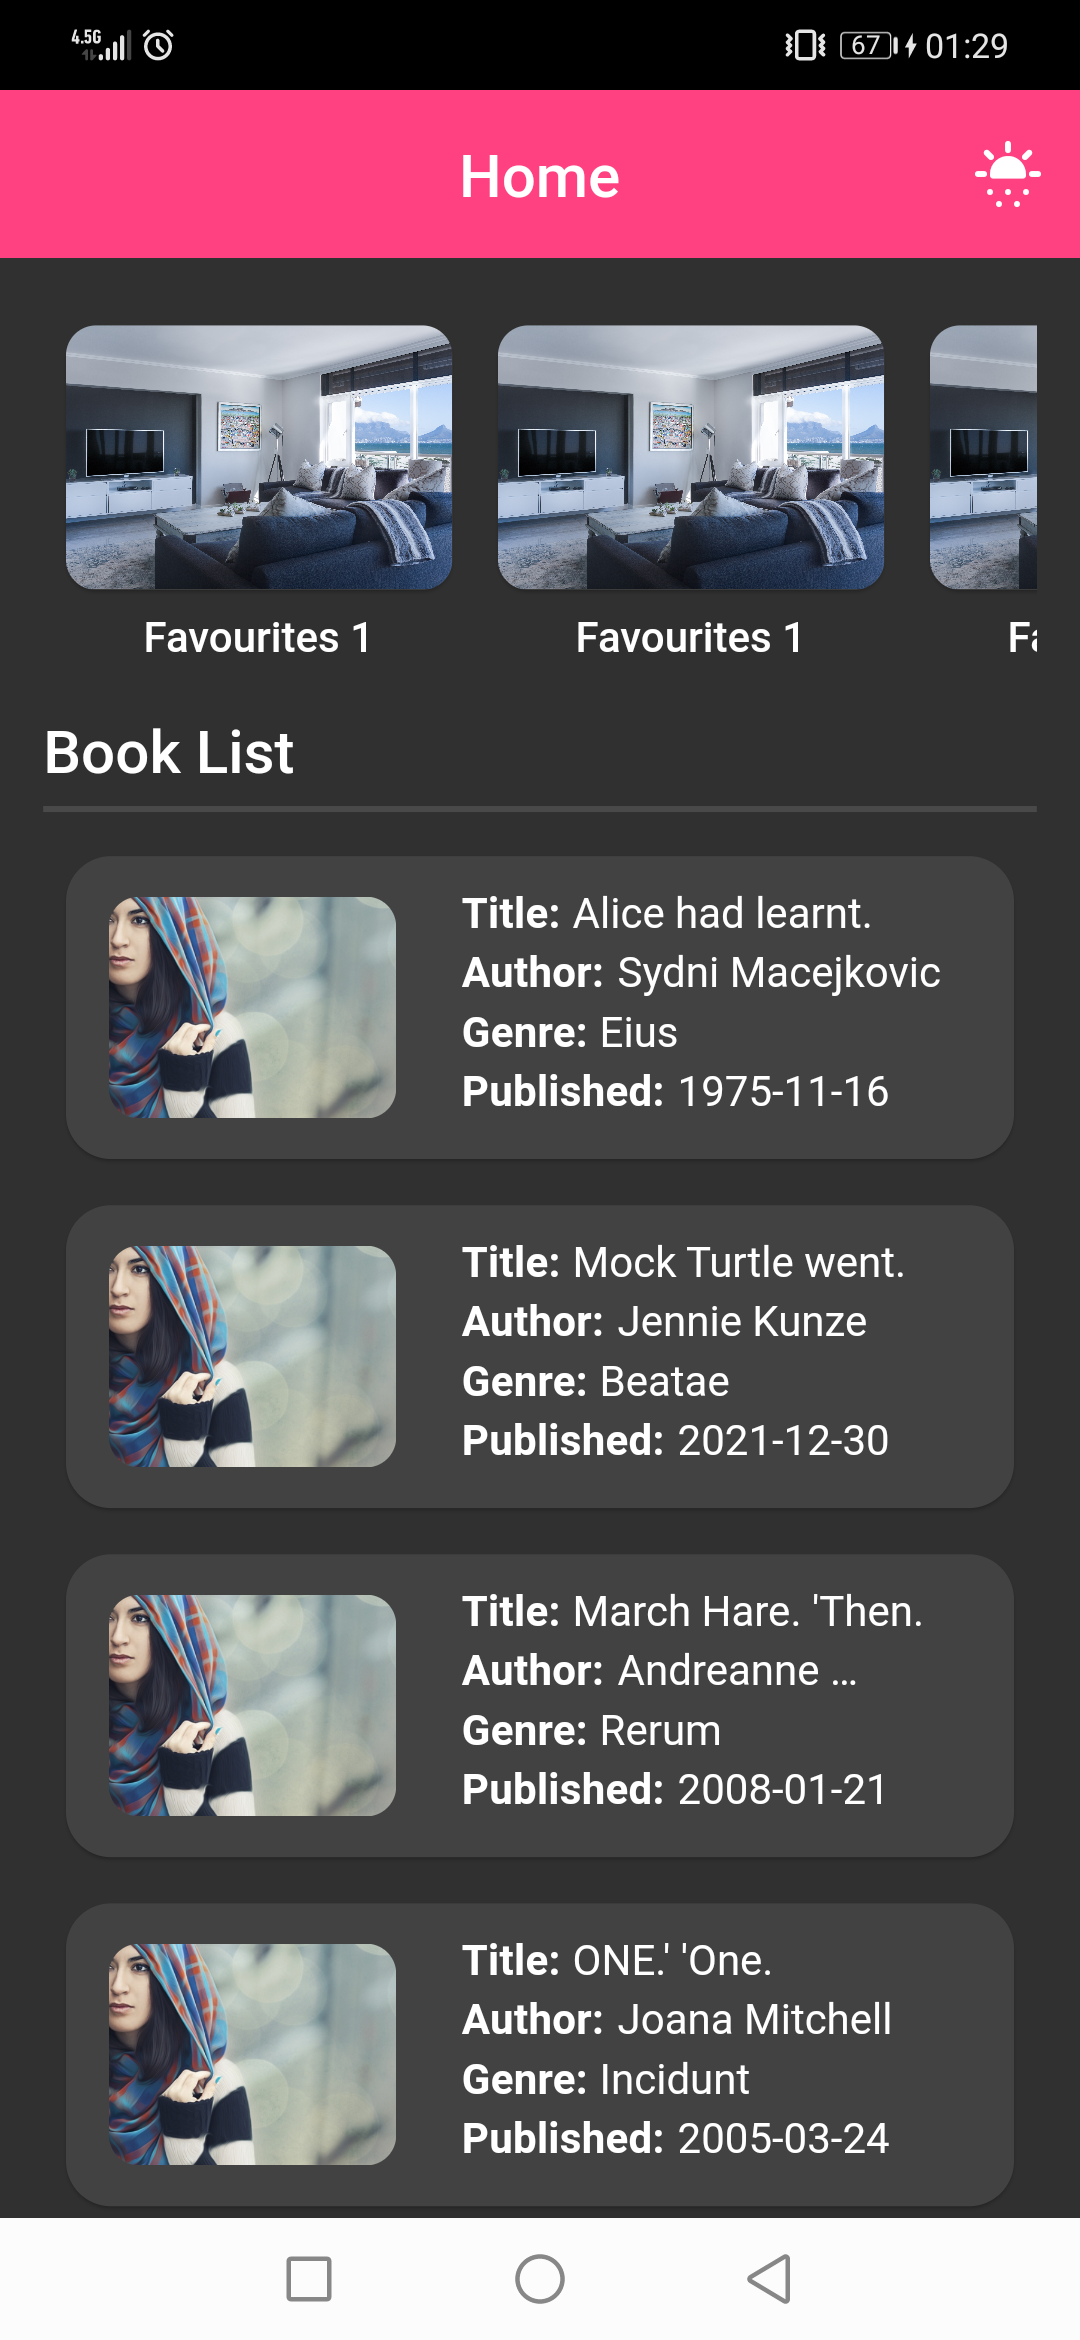 4.5G 67 01:29
Home
Favourites 1 Favourites 1 Fa
Book List
Title: Alice had learnt.
Author: Sydni Macejkovic
Genre: Eius
Published: 1975-11-16
Title: Mock Turtle went.
Author: Jennie Kunze
Genre: Beatae
Published: 2021-12-30
Title: March Hare. 'Then.
Author: Andreanne ...
Genre: Rerum
Published: 2008-01-21
Title: ONE.' 'One.
Author: Joana Mitchell
Genre: Incidunt
Published: 2005-03-24